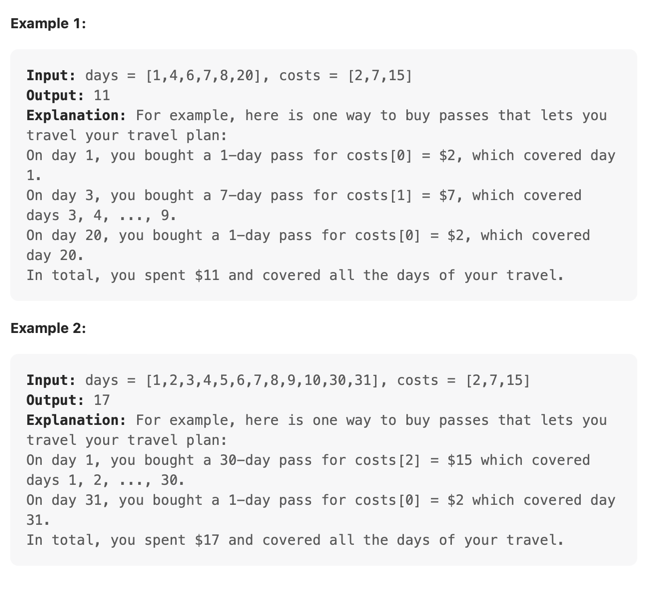 Example 1:
Input: days = [1,4,6,7,8,20], costs = [2,7,15]
Output: 11
Explanation: For example, here is one way to buy passes that lets you
travel your travel plan:
On day 1, you bought a 1-day pass for costs[0] = $2, which covered day
1.
On day 3, you bought a 7-day pass for costs[1] = $7, which covered
days 3, 4, ..., 9.
On day 20, you bought a 1-day pass for costs[0] = $2, which covered
day 20.
In total, you spent $11 and covered all the days of your travel.
Example 2:
Input: days = [1,2,3,4,5,6,7,8,9,10,30,31], costs = [2,7,15]
Output: 17
Explanation: For example, here is one way to buy passes that lets you
travel your travel plan:
On day 1, you bought a 30-day pass for costs[2] = $15 which covered
days 1, 2, ..., 30.
On day 31, you bought a 1-day pass for costs[0] = $2 which covered day
31.
In total, you spent $17 and covered all the days of your travel.